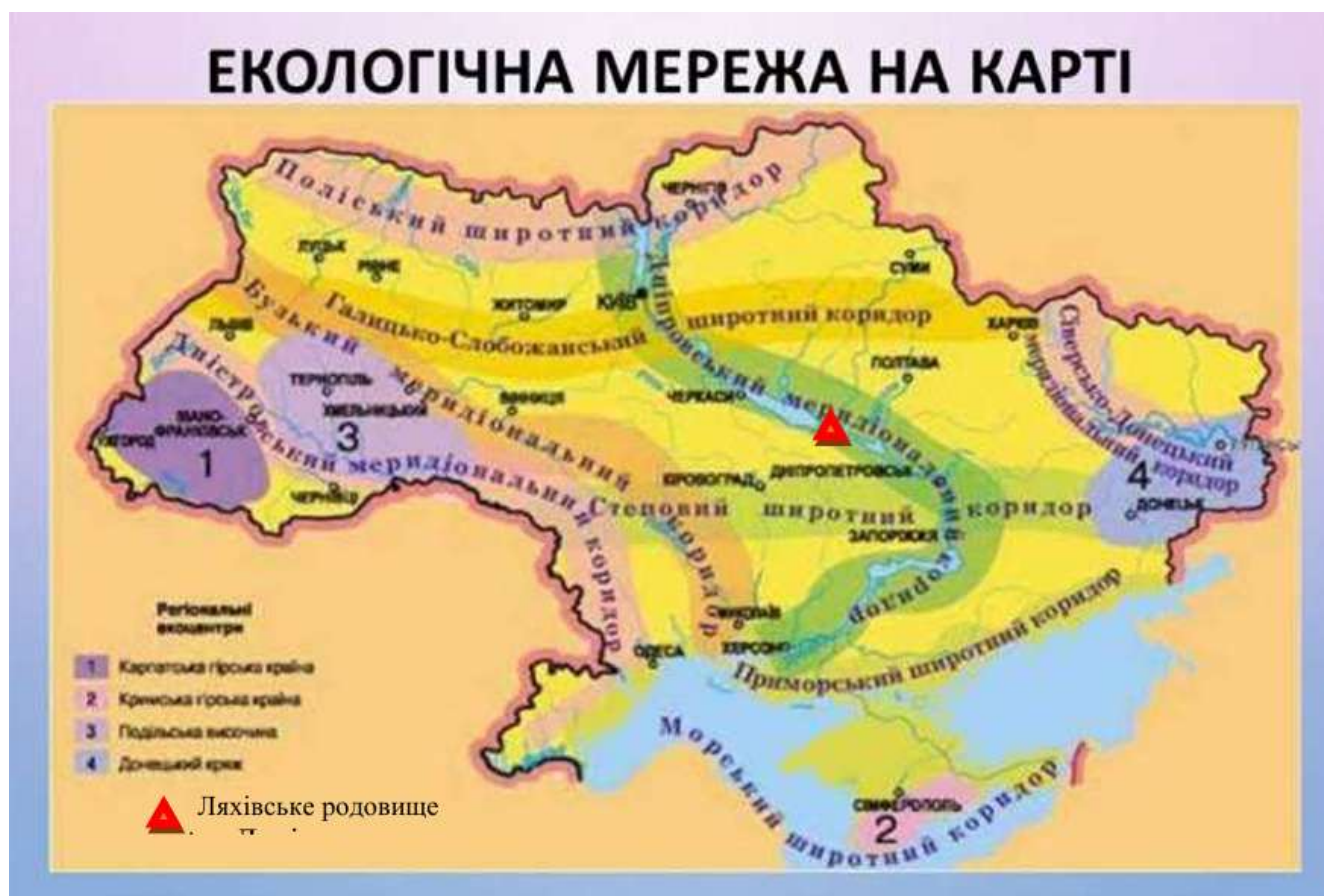 ЕКОЛОГІЧНА МЕРЕЖА НА КАРТІ
Поліський широтний коридор
ЧЕРНІГІВ
ЛУЦЬК
РІВНЕ
СУМИ
ЖИТОМИР
КИЇВ
Галицько-Слобожанський широтний коридор
ХАРКІВ
ЛЬВІВ
Бузький меридіональний коридор
Дніпровський меридіональний коридор
Сіверсько-Донецький
меридіональний коридор
ПОЛТАВА
Дністровський меридіональний коридор
ТЕРНОПІЛЬ
ХМЕЛЬНИЦЬКИЙ
3
ВІННИЦЯ
ЧЕРКАСИ
ІВАНО-
ФРАНКОВСЬК
УЖГОРОД
1
КІРОВОГРАД
ДНІПРОПЕТРОВСЬК
4
ЧЕРНІВЦІ
Степовий широтний коридор
ДОНЕЦЬК
ЗАПОРІЖЖЯ
МИКОЛАЇВ
ОДЕСА
ХЕРСОН
Приморський широтний коридор
Морський широтний коридор
СІМФЕРОПОЛЬ
2
Регіональні
екоцентри
1 Карпатська гірська країна
2 Кримська гірська країна
3 Подільська височина
4 Донецький кряж
Ляхівське родовище